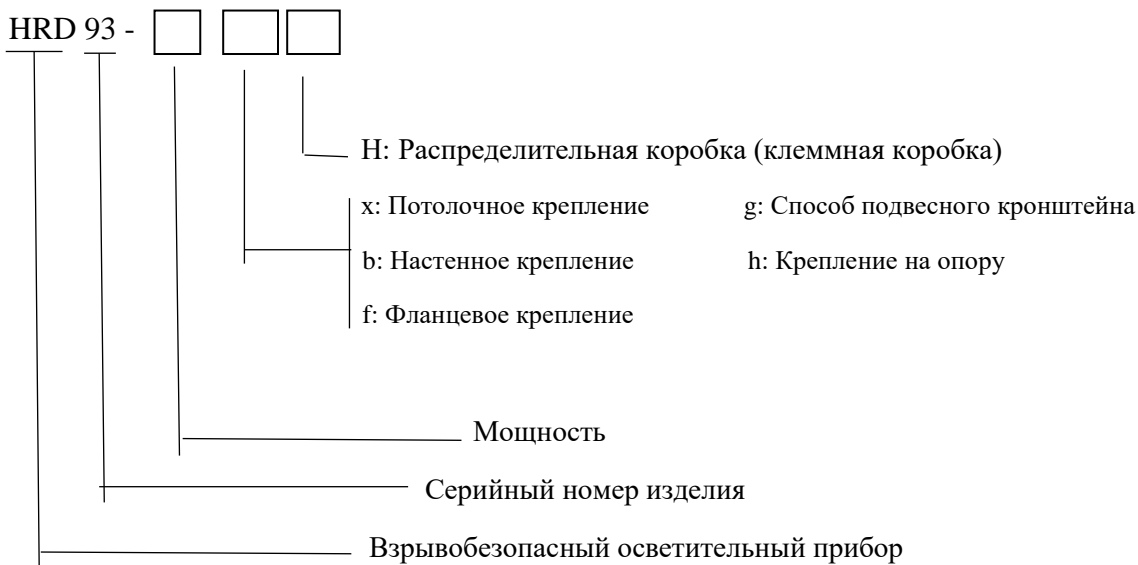 HRD 93 -
H: Распределительная коробка (клеммная коробка)
x: Потолочное крепление g: Способ подвесного кронштейна
b: Настенное крепление h: Крепление на опору
f: Фланцевое крепление
Мощность
Серийный номер изделия
Взрывобезопасный осветительный прибор